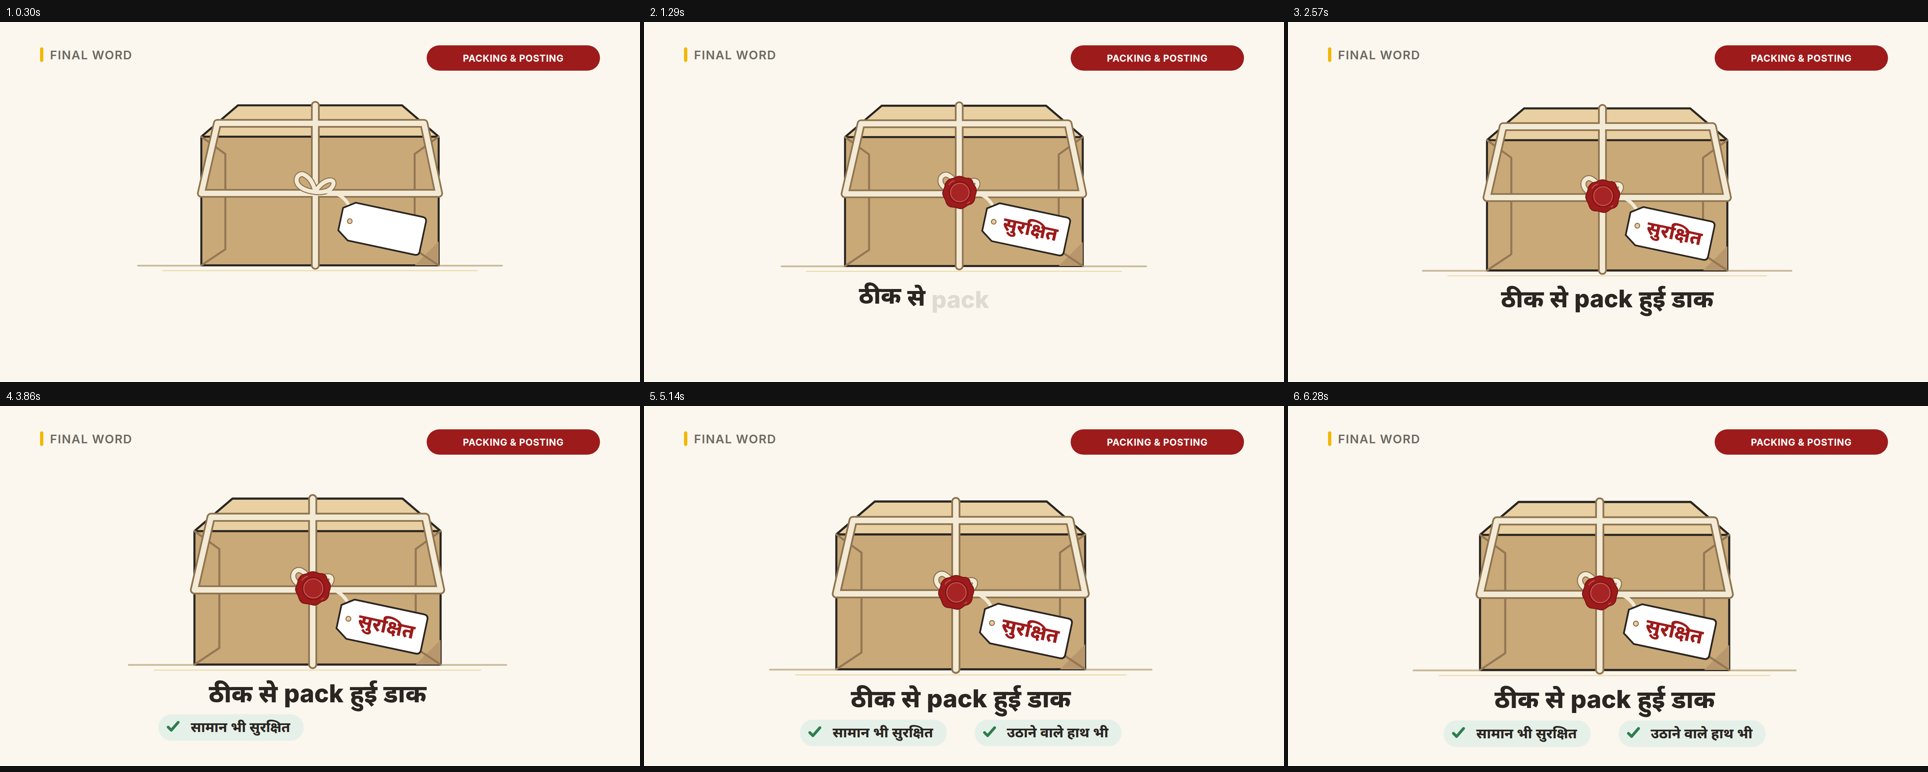 1. 0.30s
FINAL WORD
PACKING & POSTING
2. 1.29s
FINAL WORD
PACKING & POSTING
सुरक्षित
ठीक से pack
3. 2.57s
FINAL WORD
PACKING & POSTING
सुरक्षित
ठीक से pack हुई डाक
4. 3.86s
FINAL WORD
PACKING & POSTING
सुरक्षित
ठीक से pack हुई डाक
सामान भी सुरक्षित
5. 5.14s
FINAL WORD
PACKING & POSTING
सुरक्षित
ठीक से pack हुई डाक
सामान भी सुरक्षित
उठाने वाले हाथ भी
6. 6.28s
FINAL WORD
PACKING & POSTING
सुरक्षित
ठीक से pack हुई डाक
सामान भी सुरक्षित
उठाने वाले हाथ भी